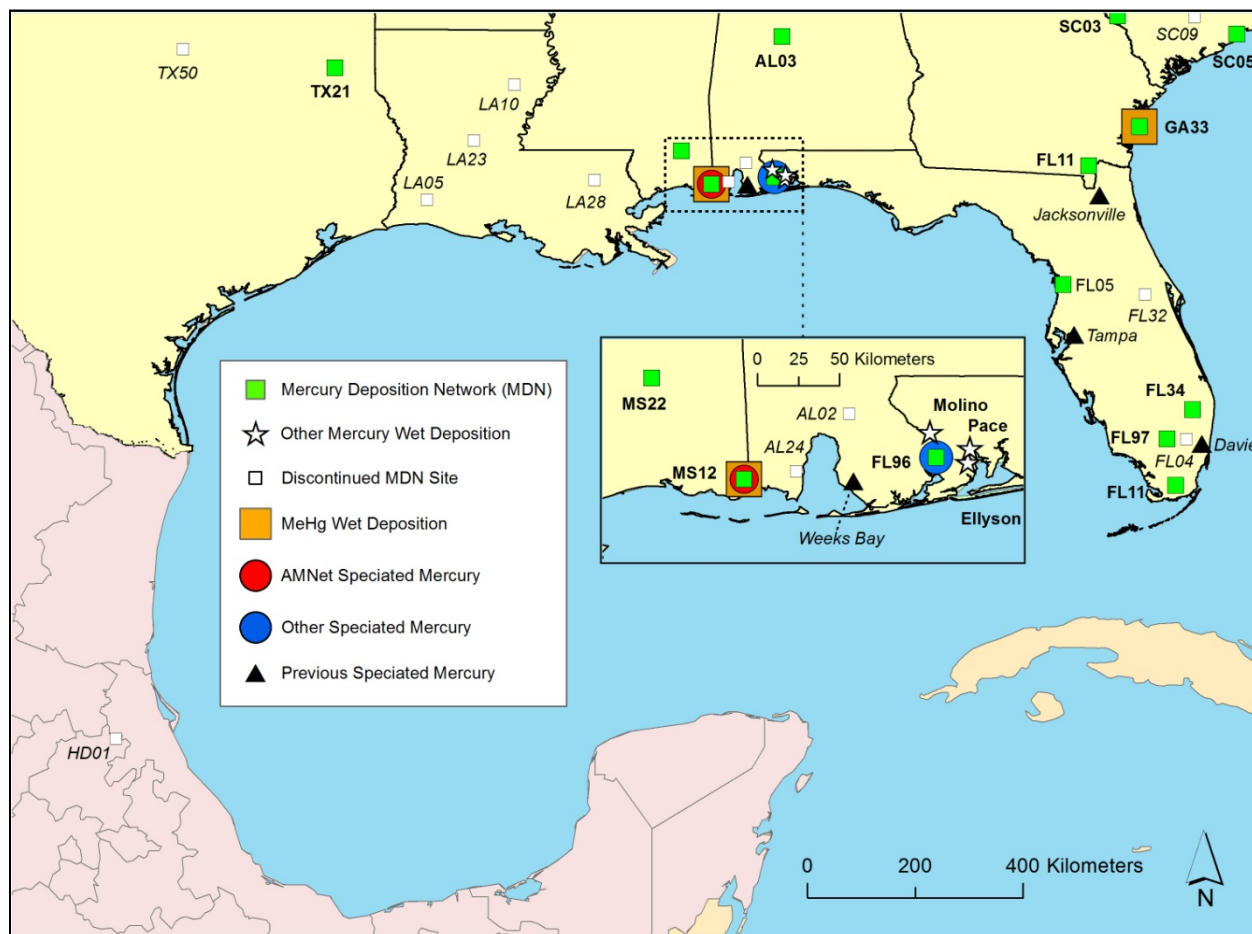 SC03
SC09
SC05
TX50
TX21
AL03
LA10
LA23
LA05
LA28
GA33
FL11
Jacksonville
FL05
FL32
Tampa
FL34
FL97
FL04
Davie
FL11
0 25 50 Kilometers
MS22
AL02
Molino
Pace
AL24
FL96
MS12
Ellyson
Weeks Bay
Mercury Deposition Network (MDN)
Other Mercury Wet Deposition
Discontinued MDN Site
MeHg Wet Deposition
AMNet Speciated Mercury
Other Speciated Mercury
Previous Speciated Mercury
HD01
0 200 400 Kilometers
N